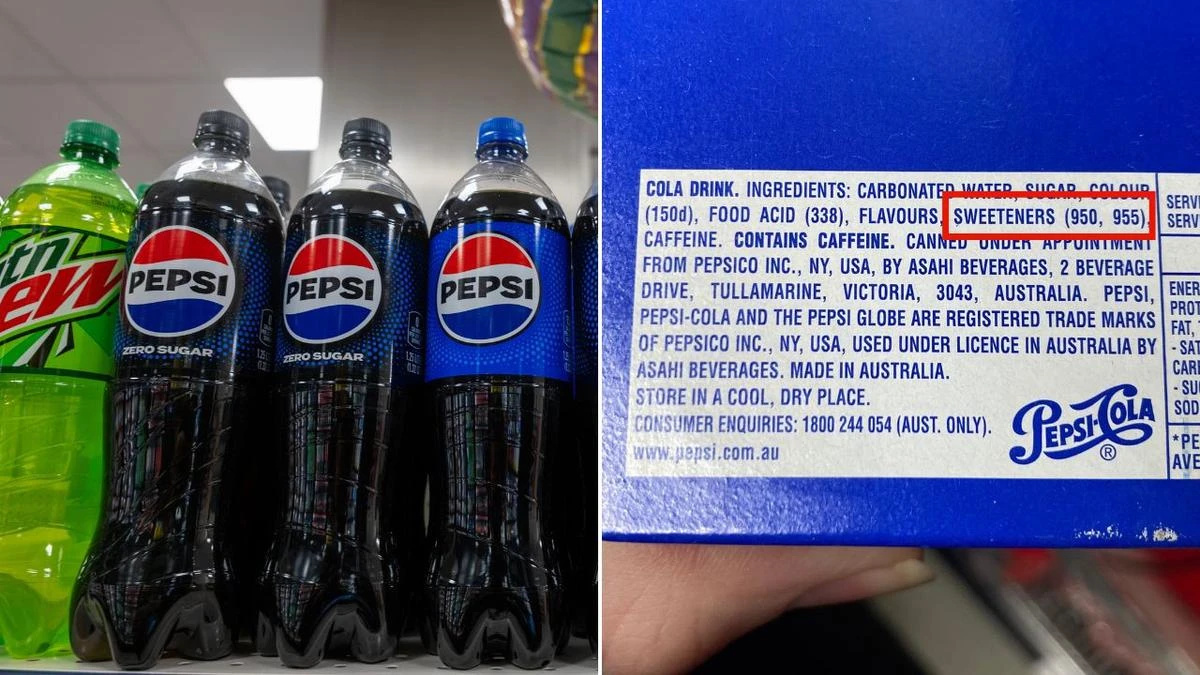 mtn
Dew
PEPSI
ZERO SUGAR
PEPSI
ZERO SUGAR
PEPSI
COLA DRINK. INGREDIENTS: CARBONATED WATER, SUGAR, COLOUR
(150d), FOOD ACID (338), FLAVOURS, SWEETENERS (950, 955),
CAFFEINE. CONTAINS CAFFEINE. CANNED UNDER APPOINTMENT
FROM PEPSICO INC., NY, USA, BY ASAHI BEVERAGES, 2 BEVERAGE
DRIVE, TULLAMARINE, VICTORIA, 3043, AUSTRALIA. PEPSI,
PEPSI-COLA AND THE PEPSI GLOBE ARE REGISTERED TRADE MARKS
OF PEPSICO INC., NY, USA, USED UNDER LICENCE IN AUSTRALIA BY
ASAHI BEVERAGES. MADE IN AUSTRALIA.
STORE IN A COOL, DRY PLACE.
CONSUMER ENQUIRIES: 1800 244 054 (AUST. ONLY).
www.pepsi.com.au
PEPSI-COLA
®